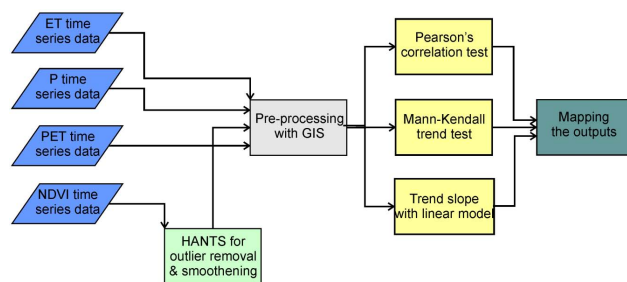 ET time
series data
P time
series data
PET time
series data
NDVI time
series data
HANTS for
outlier removal
& smoothening
Pre-processing
with GIS
Pearson's
correlation test
Mann-Kendall
trend test
Trend slope
with linear model
Mapping
the outputs